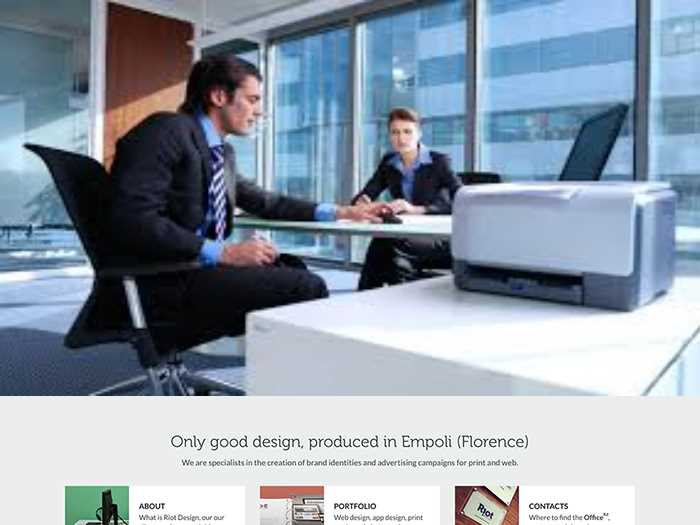 Only good design, produced in Empoli (Florence)
We are specialists in the creation of brand identities and advertising campaigns for print and web.
ABOUT
What is Riot Design, our our
PORTFOLIO
Web design, app design, print
Riot
CONTACTS
Where to find the Office